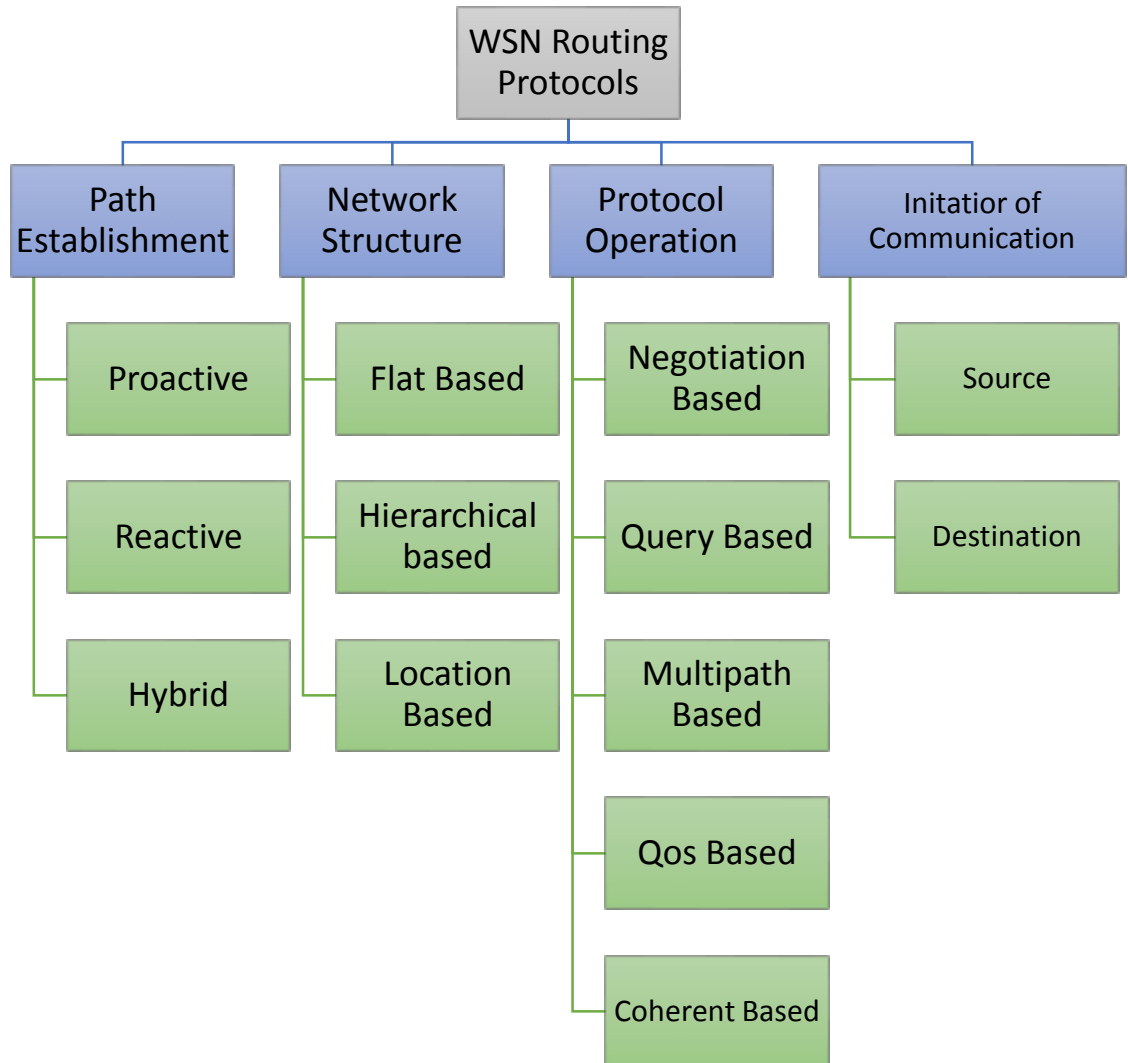 WSN Routing
Protocols
Path
Establishment
Network
Structure
Protocol
Operation
Initatior of
Communication
Proactive
Flat Based
Negotiation
Based
Source
Reactive
Hierarchical
based
Query Based
Destination
Hybrid
Location
Based
Multipath
Based
Qos Based
Coherent Based